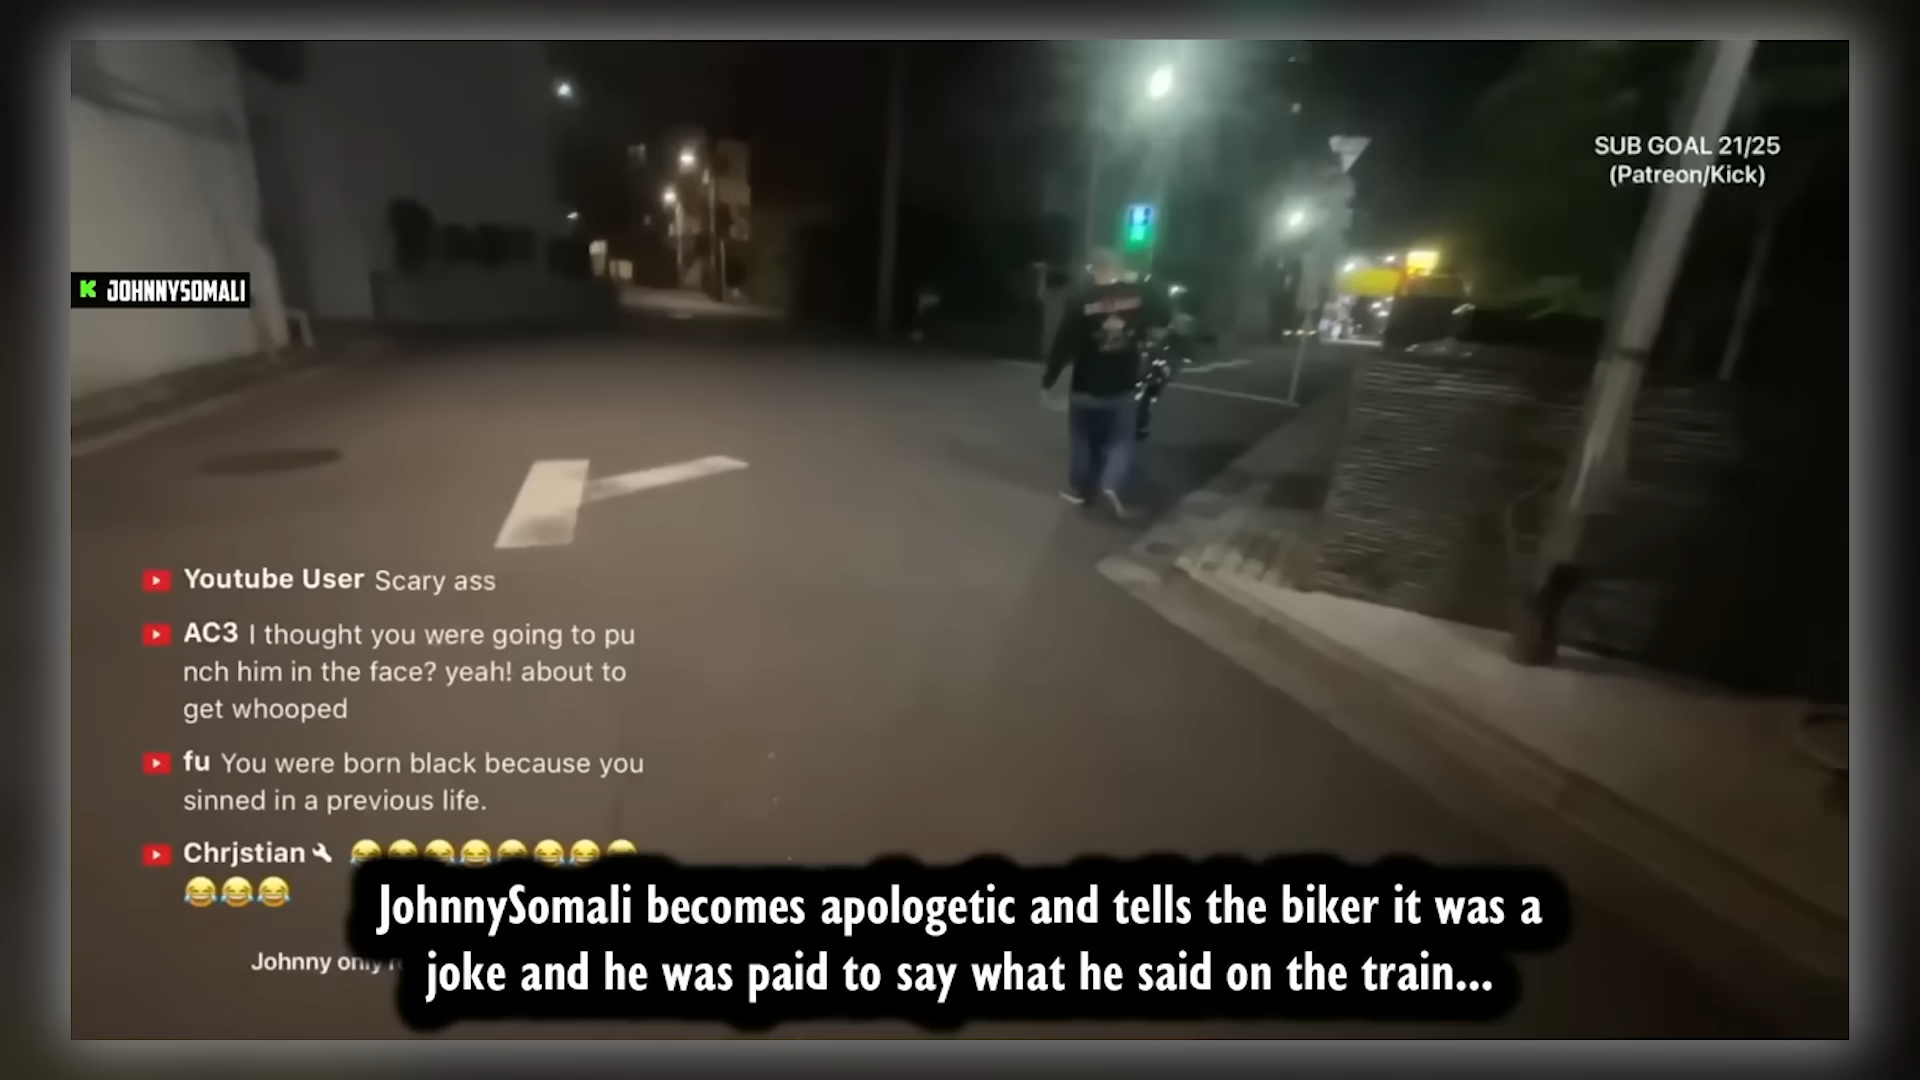 SUB GOAL 21/25
(Patreon/Kick)
JOHNNYSOMALI
Youtube User Scary ass
AC3 I thought you were going to pu
nch him in the face? yeah! about to
get whooped
fu You were born black because you
sinned in a previous life.
Chrjstian 😂😂😂😂😂😂😂😂
😂😂😂
Johnny only
JohnnySomali becomes apologetic and tells the biker it was a
joke and he was paid to say what he said on the train...